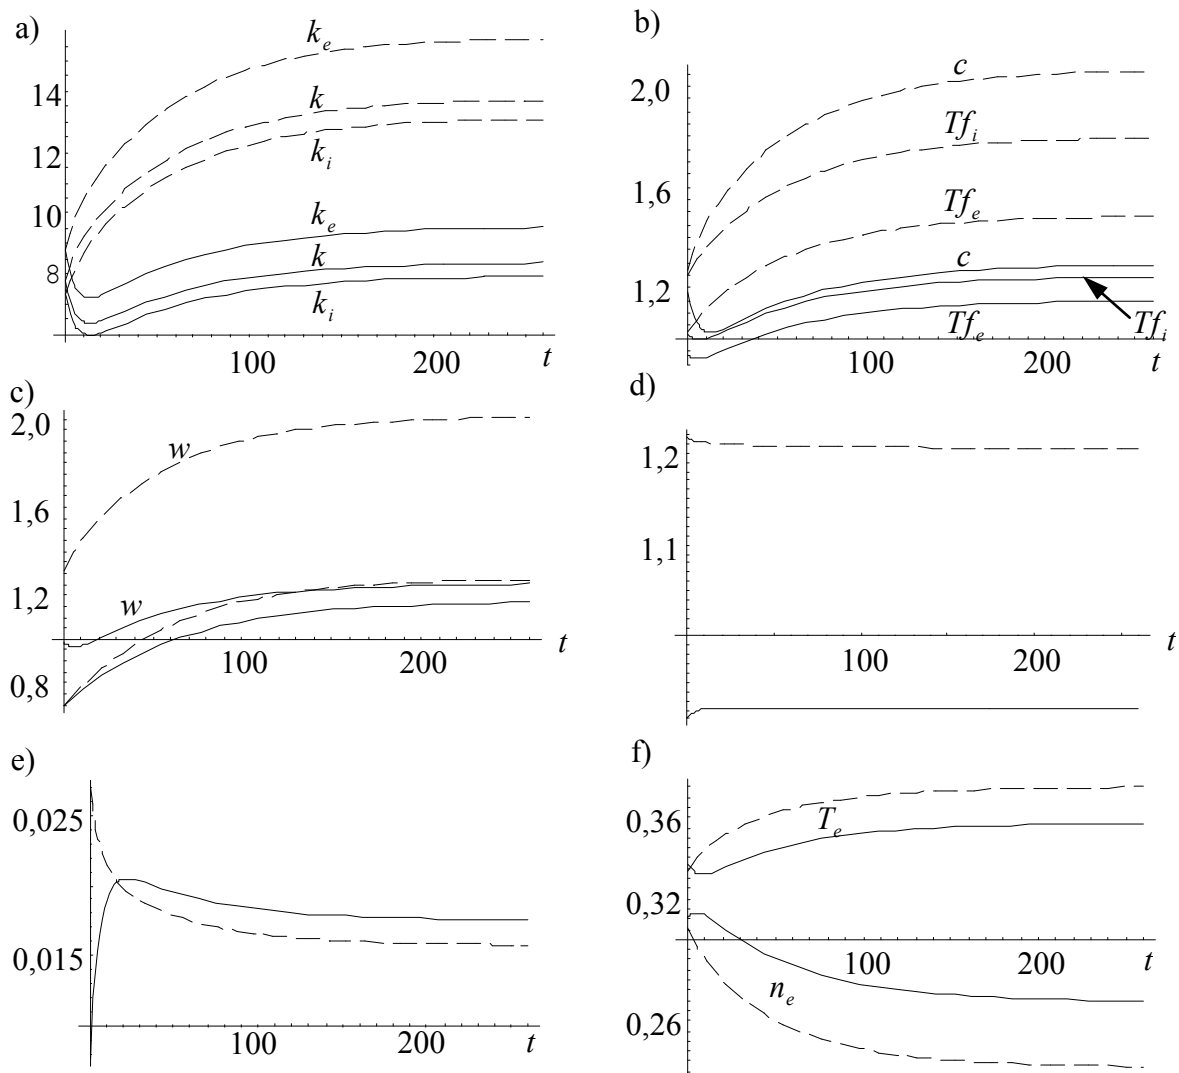 a)
k_e
14
k
12
k_i
10
k_e
8
k
k_i
100
200
t
b)
c
2,0
Tf_i
1,6
Tf_e
c
1,2
Tf_e
Tf_i
100
200
t
c)
2,0
w
1,6
1,2
w
100
200
t
0,8
d)
1,2
1,1
100
200
t
e)
0,025
0,015
100
200
t
f)
0,36
T_e
0,32
100
200
t
n_e
0,26